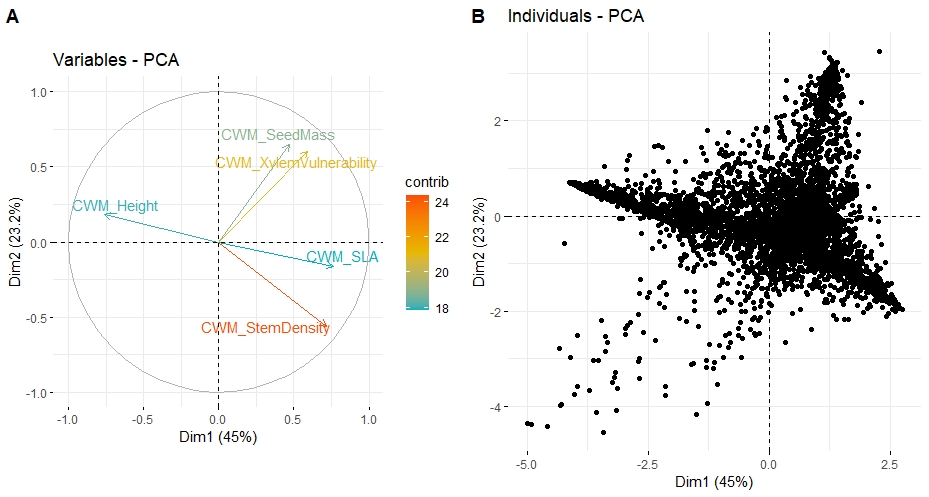 A
Variables - PCA
1.0
0.5
0.0
-0.5
-1.0
Dim2 (23.2%)
CWM_SeedMass
CWM_XylemVulnerability
CWM_Height
CWM_SLA
CWM_StemDensity
-1.0 -0.5 0.0 0.5 1.0
Dim1 (45%)
contrib
24
22
20
18
B
Individuals - PCA
2
0
-2
-4
Dim2 (23.2%)
-5.0 -2.5 0.0 2.5
Dim1 (45%)